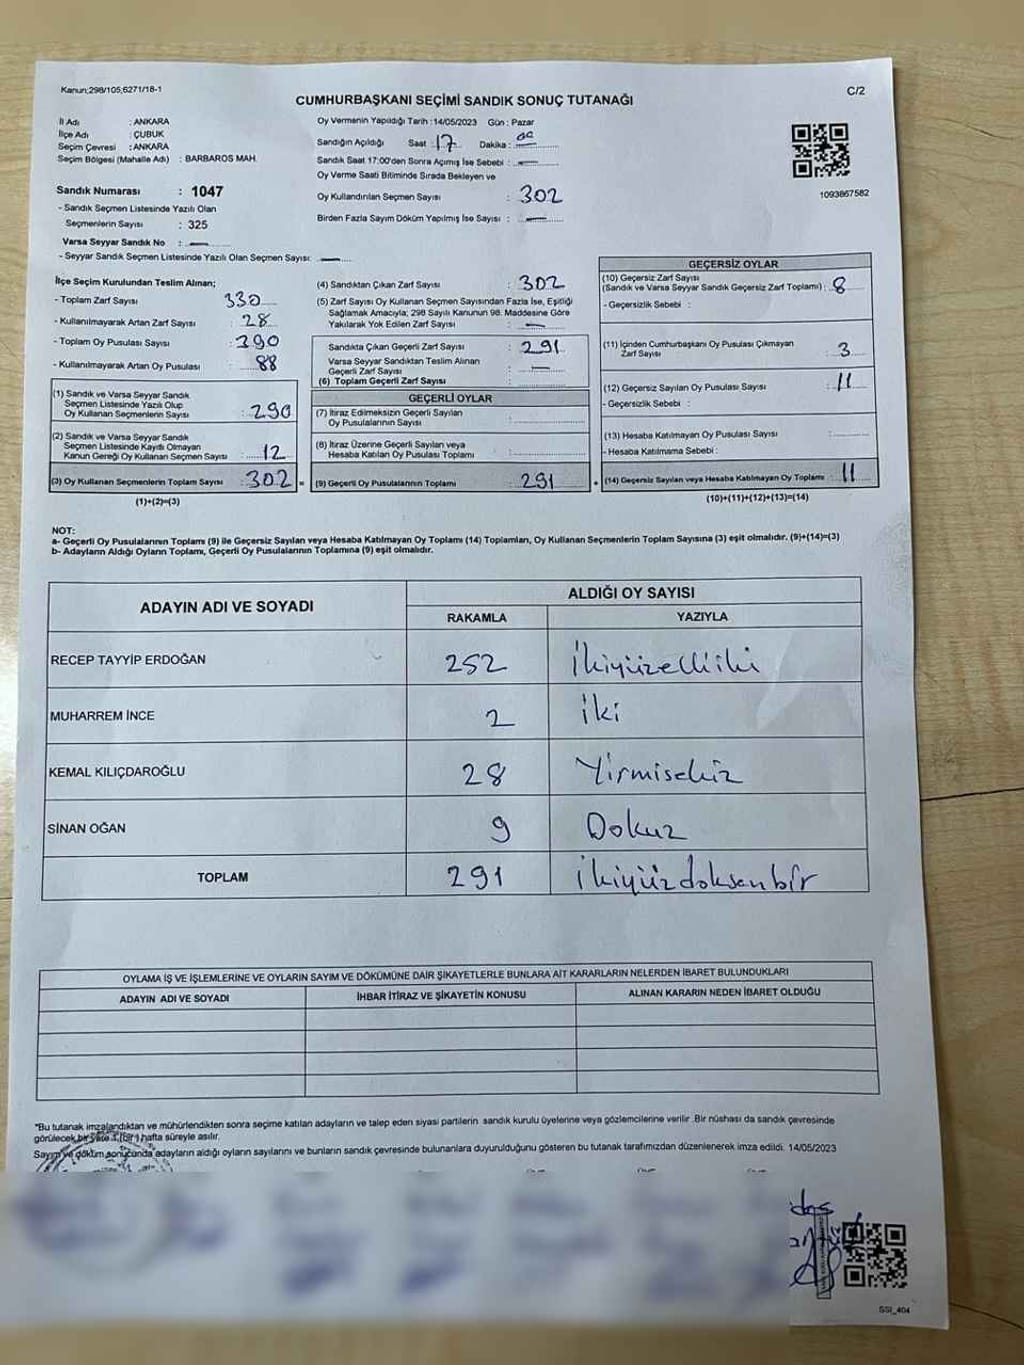 Kanun;298/105,6271/18-1
C/2
CUMHURBAŞKANI SEÇİMİ SANDIK SONUÇ TUTANAĞI
İl Adı : ANKARA
İlçe Adı : ÇUBUK
Seçim Çevresi : ANKARA
Seçim Bölgesi (Mahalle Adı) : BARBAROS MAH.
Sandık Numarası : 1047
- Sandık Seçmen Listesinde Yazılı Olan
Seçmenlerin Sayısı : 325
Varsa Seyyar Sandık No : —
- Seyyar Sandık Seçmen Listesinde Yazılı Olan Seçmen Sayısı: —
Oy Vermenin Yapıldığı Tarih : 14/05/2023 Gün : Pazar
Sandığın Açıldığı Saat : 17 Dakika : 00
Sandık Saat 17:00'den Sonra Açımış İse Sebebi : —
Oy Verme Saati Bitiminde Sırada Bekleyen ve
Oy Kullandırılan Seçmen Sayısı : 302
Birden Fazla Sayım Döküm Yapılmış İse Sayısı : —
1093867582
İlçe Seçim Kurulundan Teslim Alınan;
- Toplam Zarf Sayısı 330
- Kullanılmayarak Artan Zarf Sayısı : 28
- Toplam Oy Pusulası Sayısı : 390
- Kullanılmayarak Artan Oy Pusulası : 88
(1) Sandık ve Varsa Seyyar Sandık
Seçmen Listesinde Yazılı Olup
Oy Kullanan Seçmenlerin Sayısı : 290
(2) Sandık ve Varsa Seyyar Sandık
Seçmen Listesinde Kayıtlı Olmayan
Kanun Gereği Oy Kullanan Seçmen Sayısı : 12
(3) Oy Kullanan Seçmenlerin Toplam Sayısı : 302 =
(1)+(2)=(3)
(4) Sandıktan Çıkan Zarf Sayısı : 302
(5) Zarf Sayısı Oy Kullanan Seçmen Sayısından Fazla İse, Eşitliği
Sağlamak Amacıyla; 298 Sayılı Kanunun 98. Maddesine Göre
Yakılarak Yok Edilen Zarf Sayısı : —
Sandıkta Çıkan Geçerli Zarf Sayısı : 291
Varsa Seyyar Sandıktan Teslim Alınan
Geçerli Zarf Sayısı : —
(6) Toplam Geçerli Zarf Sayısı :
GEÇERLİ OYLAR
(7) İtiraz Edilmeksizin Geçerli Sayılan
Oy Pusulalarının Sayısı :
(8) İtiraz Üzerine Geçerli Sayılan veya
Hesaba Katılan Oy Pusulası Toplamı :
(9) Geçerli Oy Pusulalarının Toplamı : 291 +
GEÇERSİZ OYLAR
(10) Geçersiz Zarf Sayısı
(Sandık ve Varsa Seyyar Sandık Geçersiz Zarf Toplamı) : 8
- Geçersizlik Sebebi :
(11) İçinden Cumhurbaşkanı Oy Pusulası Çıkmayan
Zarf Sayısı : 3
(12) Geçersiz Sayılan Oy Pusulası Sayısı : 11
- Geçersizlik Sebebi :
(13) Hesaba Katılmayan Oy Pusulası Sayısı :
- Hesaba Katılmama Sebebi :
(14) Geçersiz Sayılan veya Hesaba Katılmayan Oy Toplamı : 11
(10)+(11)+(12)+(13)=(14)
NOT:
a- Geçerli Oy Pusulalarının Toplamı (9) ile Geçersiz Sayılan veya Hesaba Katılmayan Oy Toplamı (14) Toplamları, Oy Kullanan Seçmenlerin Toplam Sayısına (3) eşit olmalıdır. (9)+(14)=(3)
b- Adayların Aldığı Oyların Toplamı, Geçerli Oy Pusulalarının Toplamına (9) eşit olmalıdır.
ADAYIN ADI VE SOYADI
ALDIĞI OY SAYISI
RAKAMLA YAZIYLA
RECEP TAYYİP ERDOĞAN 252 İkiyüzelliiki
MUHARREM İNCE 2 İki
KEMAL KILIÇDAROĞLU 28 Yirmisekiz
SİNAN OĞAN 9 Dokuz
TOPLAM 291 İkiyüzdoksanbir
OYLAMA İŞ VE İŞLEMLERİNE VE OYLARIN SAYIM VE DÖKÜMÜNE DAİR ŞİKAYETLERLE BUNLARA AİT KARARLARIN NELERDEN İBARET BULUNDUKLARI
ADAYIN ADI VE SOYADI İHBAR İTİRAZ VE ŞİKAYETİN KONUSU ALINAN KARARIN NEDEN İBARET OLDUĞU
*Bu tutanak imzalandıktan ve mühürlendikten sonra seçime katılan adayların ve talep eden siyasi partilerin sandık kurulu üyelerine veya gözlemcilerine verilir .Bir nüshası da sandık çevresinde
görülecek bir yere 1 (bir) hafta süreyle asılır.
Sayım ve döküm sonucunda adayların aldığı oyların sayılarını ve bunların sandık çevresinde bulunanlara duyurulduğunu gösteren bu tutanak tarafımızdan düzenlenerek imza edildi. 14/05/2023
SSI_404